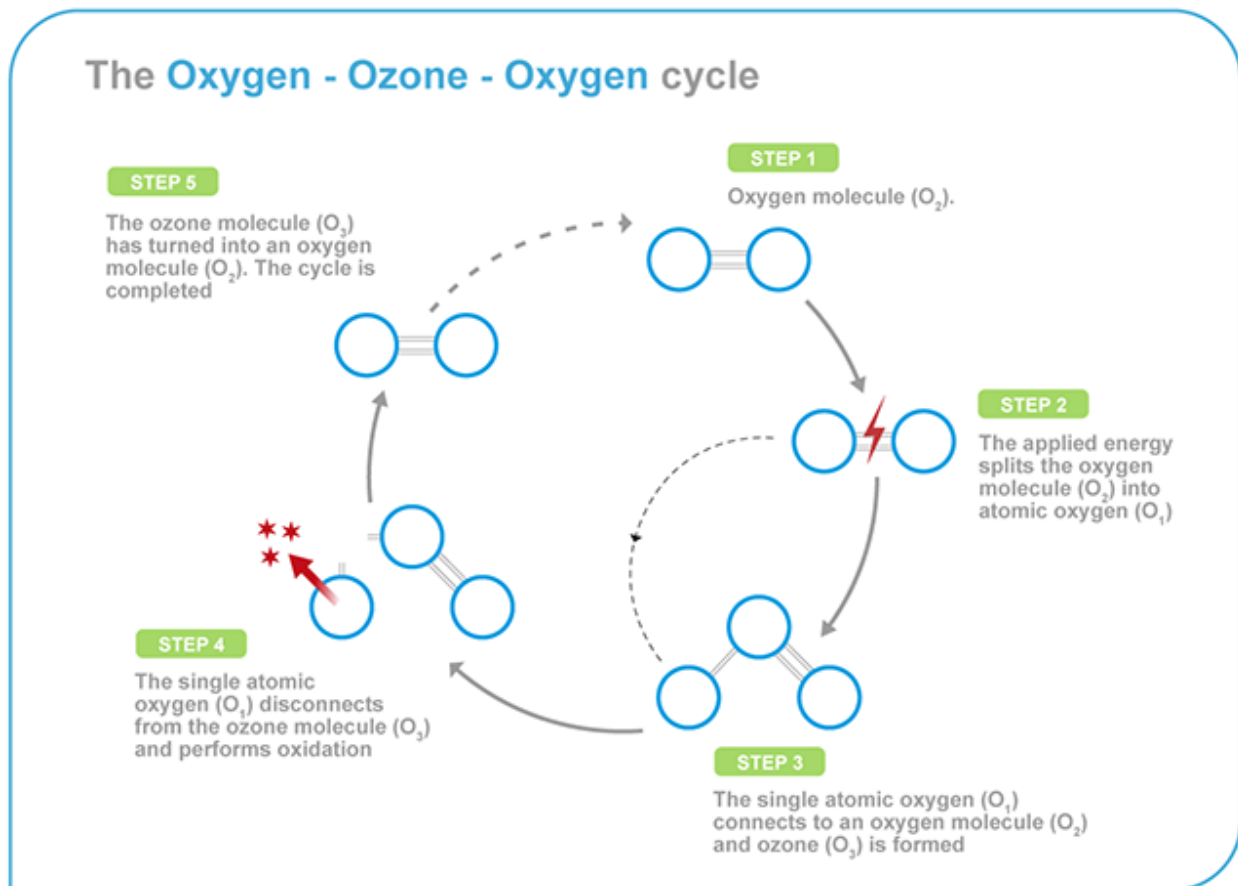 The Oxygen - Ozone - Oxygen cycle
STEP 1
Oxygen molecule (O₂).
STEP 2
The applied energy
splits the oxygen
molecule (O₂) into
atomic oxygen (O₁)
STEP 3
The single atomic oxygen (O₁)
connects to an oxygen molecule (O₂)
and ozone (O₃) is formed
STEP 4
The single atomic
oxygen (O₁) disconnects
from the ozone molecule (O₃)
and performs oxidation
STEP 5
The ozone molecule (O₃)
has turned into an oxygen
molecule (O₂). The cycle is
completed